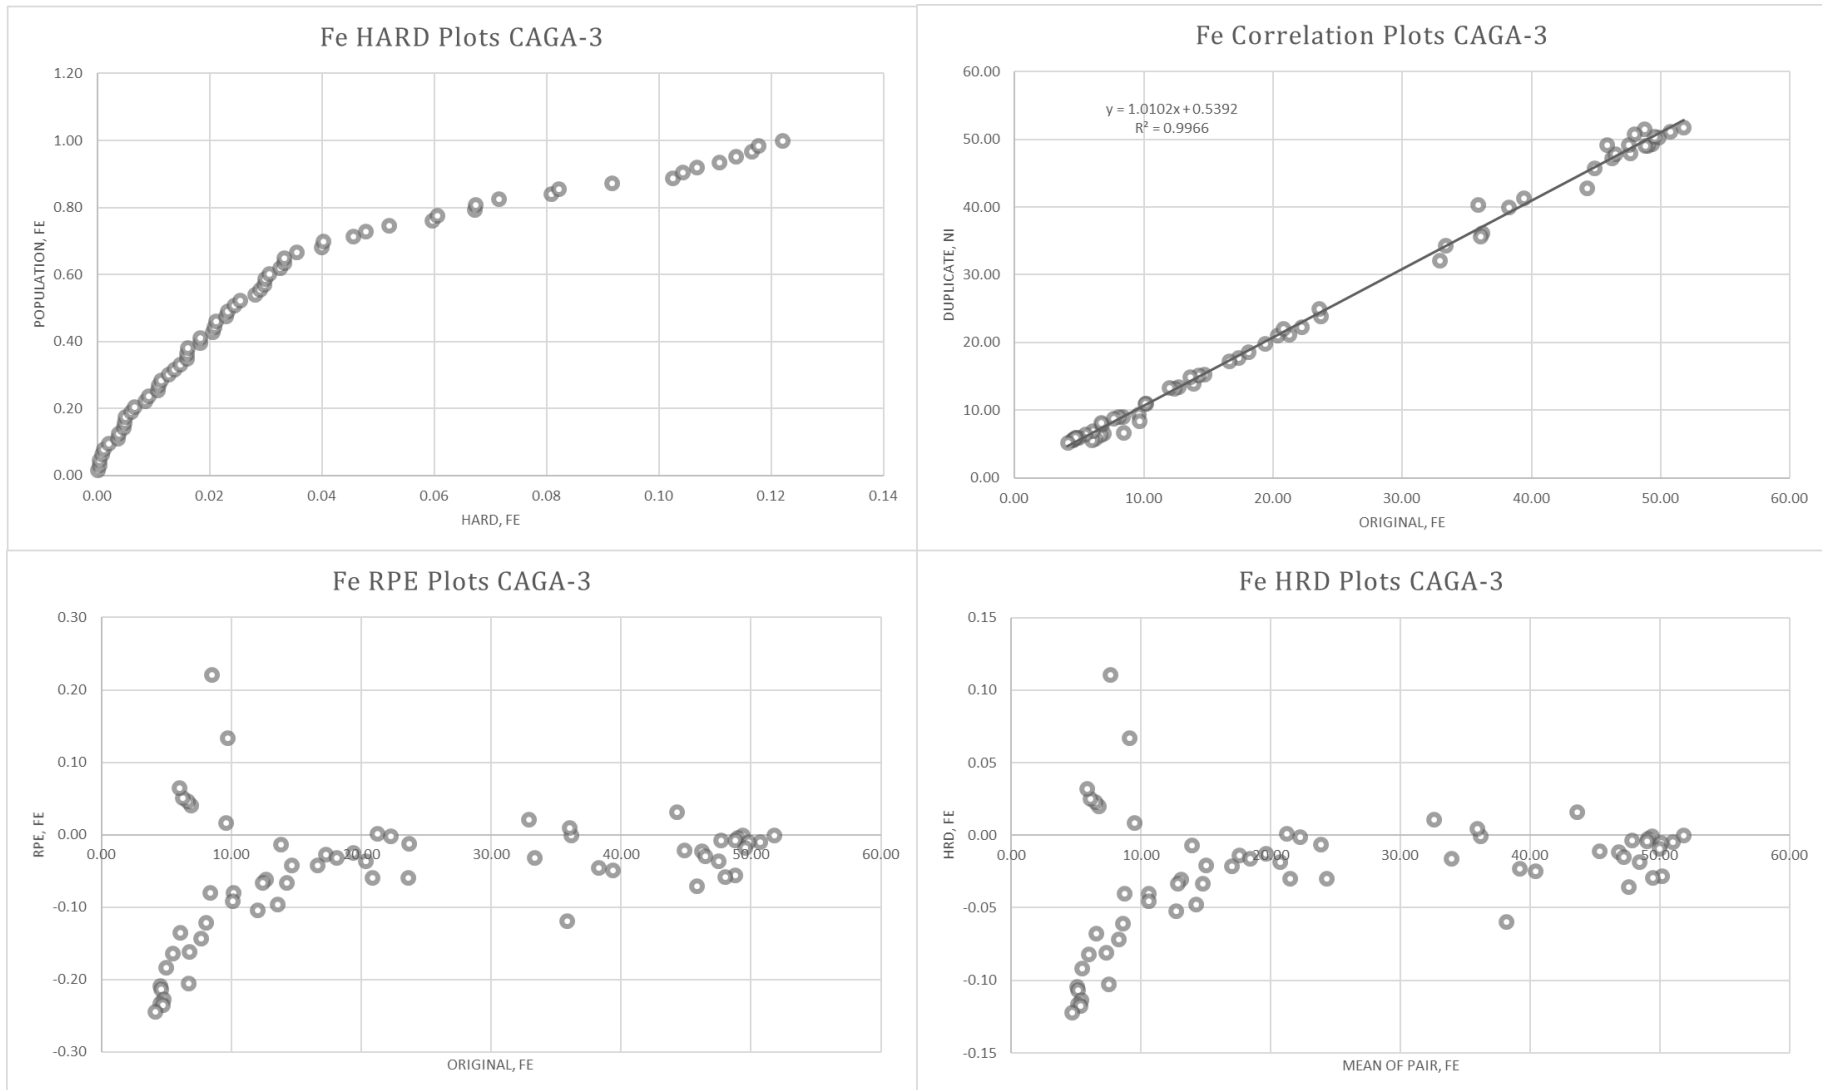 Fe HARD Plots CAGA-3
1.20
1.00
0.80
0.60
0.40
0.20
0.00
POPULATION, FE
0.00 0.02 0.04 0.06 0.08 0.10 0.12 0.14
HARD, FE
Fe Correlation Plots CAGA-3
y = 1.0102x + 0.5392
R² = 0.9966
60.00
50.00
40.00
30.00
20.00
10.00
0.00
DUPLICATE, NI
0.00 10.00 20.00 30.00 40.00 50.00 60.00
ORIGINAL, FE
Fe RPE Plots CAGA-3
0.30
0.20
0.10
0.00
-0.10
-0.20
-0.30
RPE, FE
0.00 10.00 20.00 30.00 40.00 50.00 60.00
ORIGINAL, FE
Fe HRD Plots CAGA-3
0.15
0.10
0.05
0.00
-0.05
-0.10
-0.15
HRD, FE
0.00 10.00 20.00 30.00 40.00 50.00 60.00
MEAN OF PAIR, FE